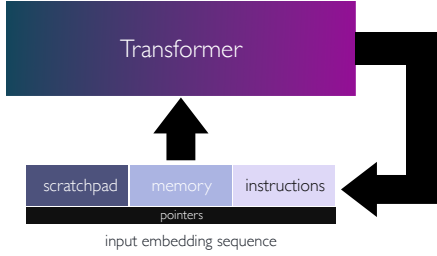 Transformer
scratchpad memory instructions
pointers
input embedding sequence